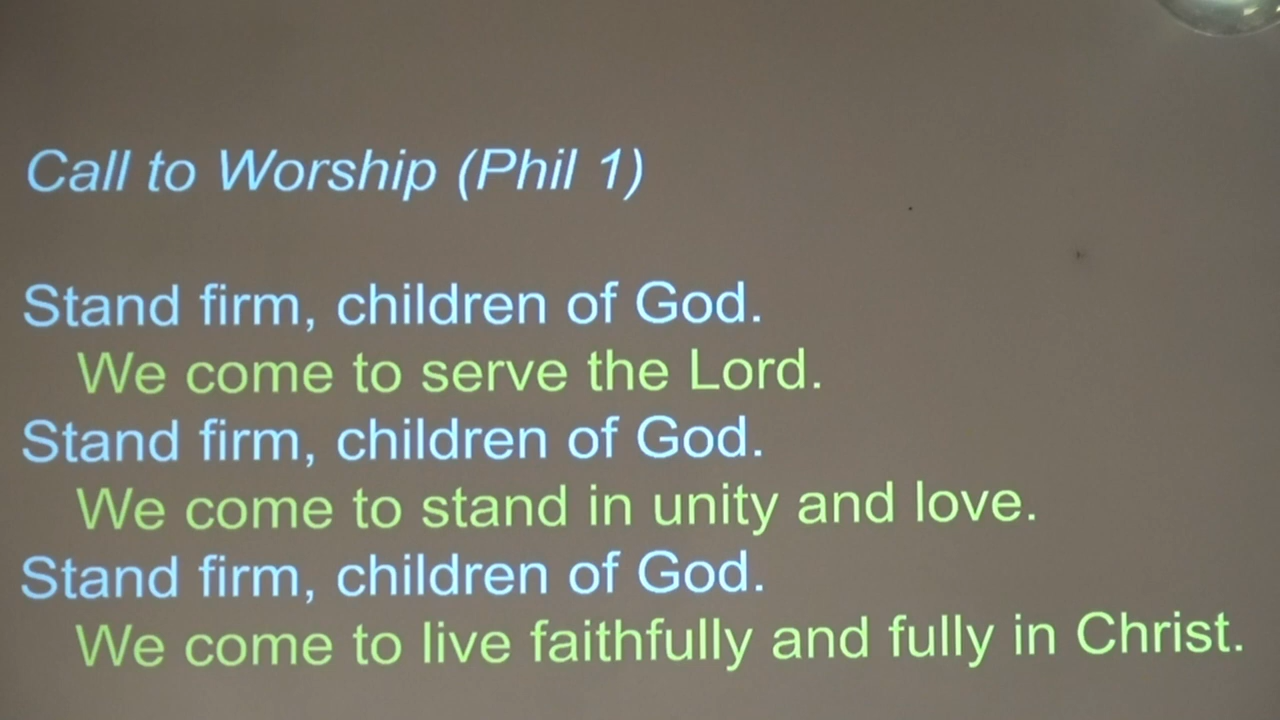 Call to Worship (Phil 1)
Stand firm, children of God.
We come to serve the Lord.
Stand firm, children of God.
We come to stand in unity and love.
Stand firm, children of God.
We come to live faithfully and fully in Christ.